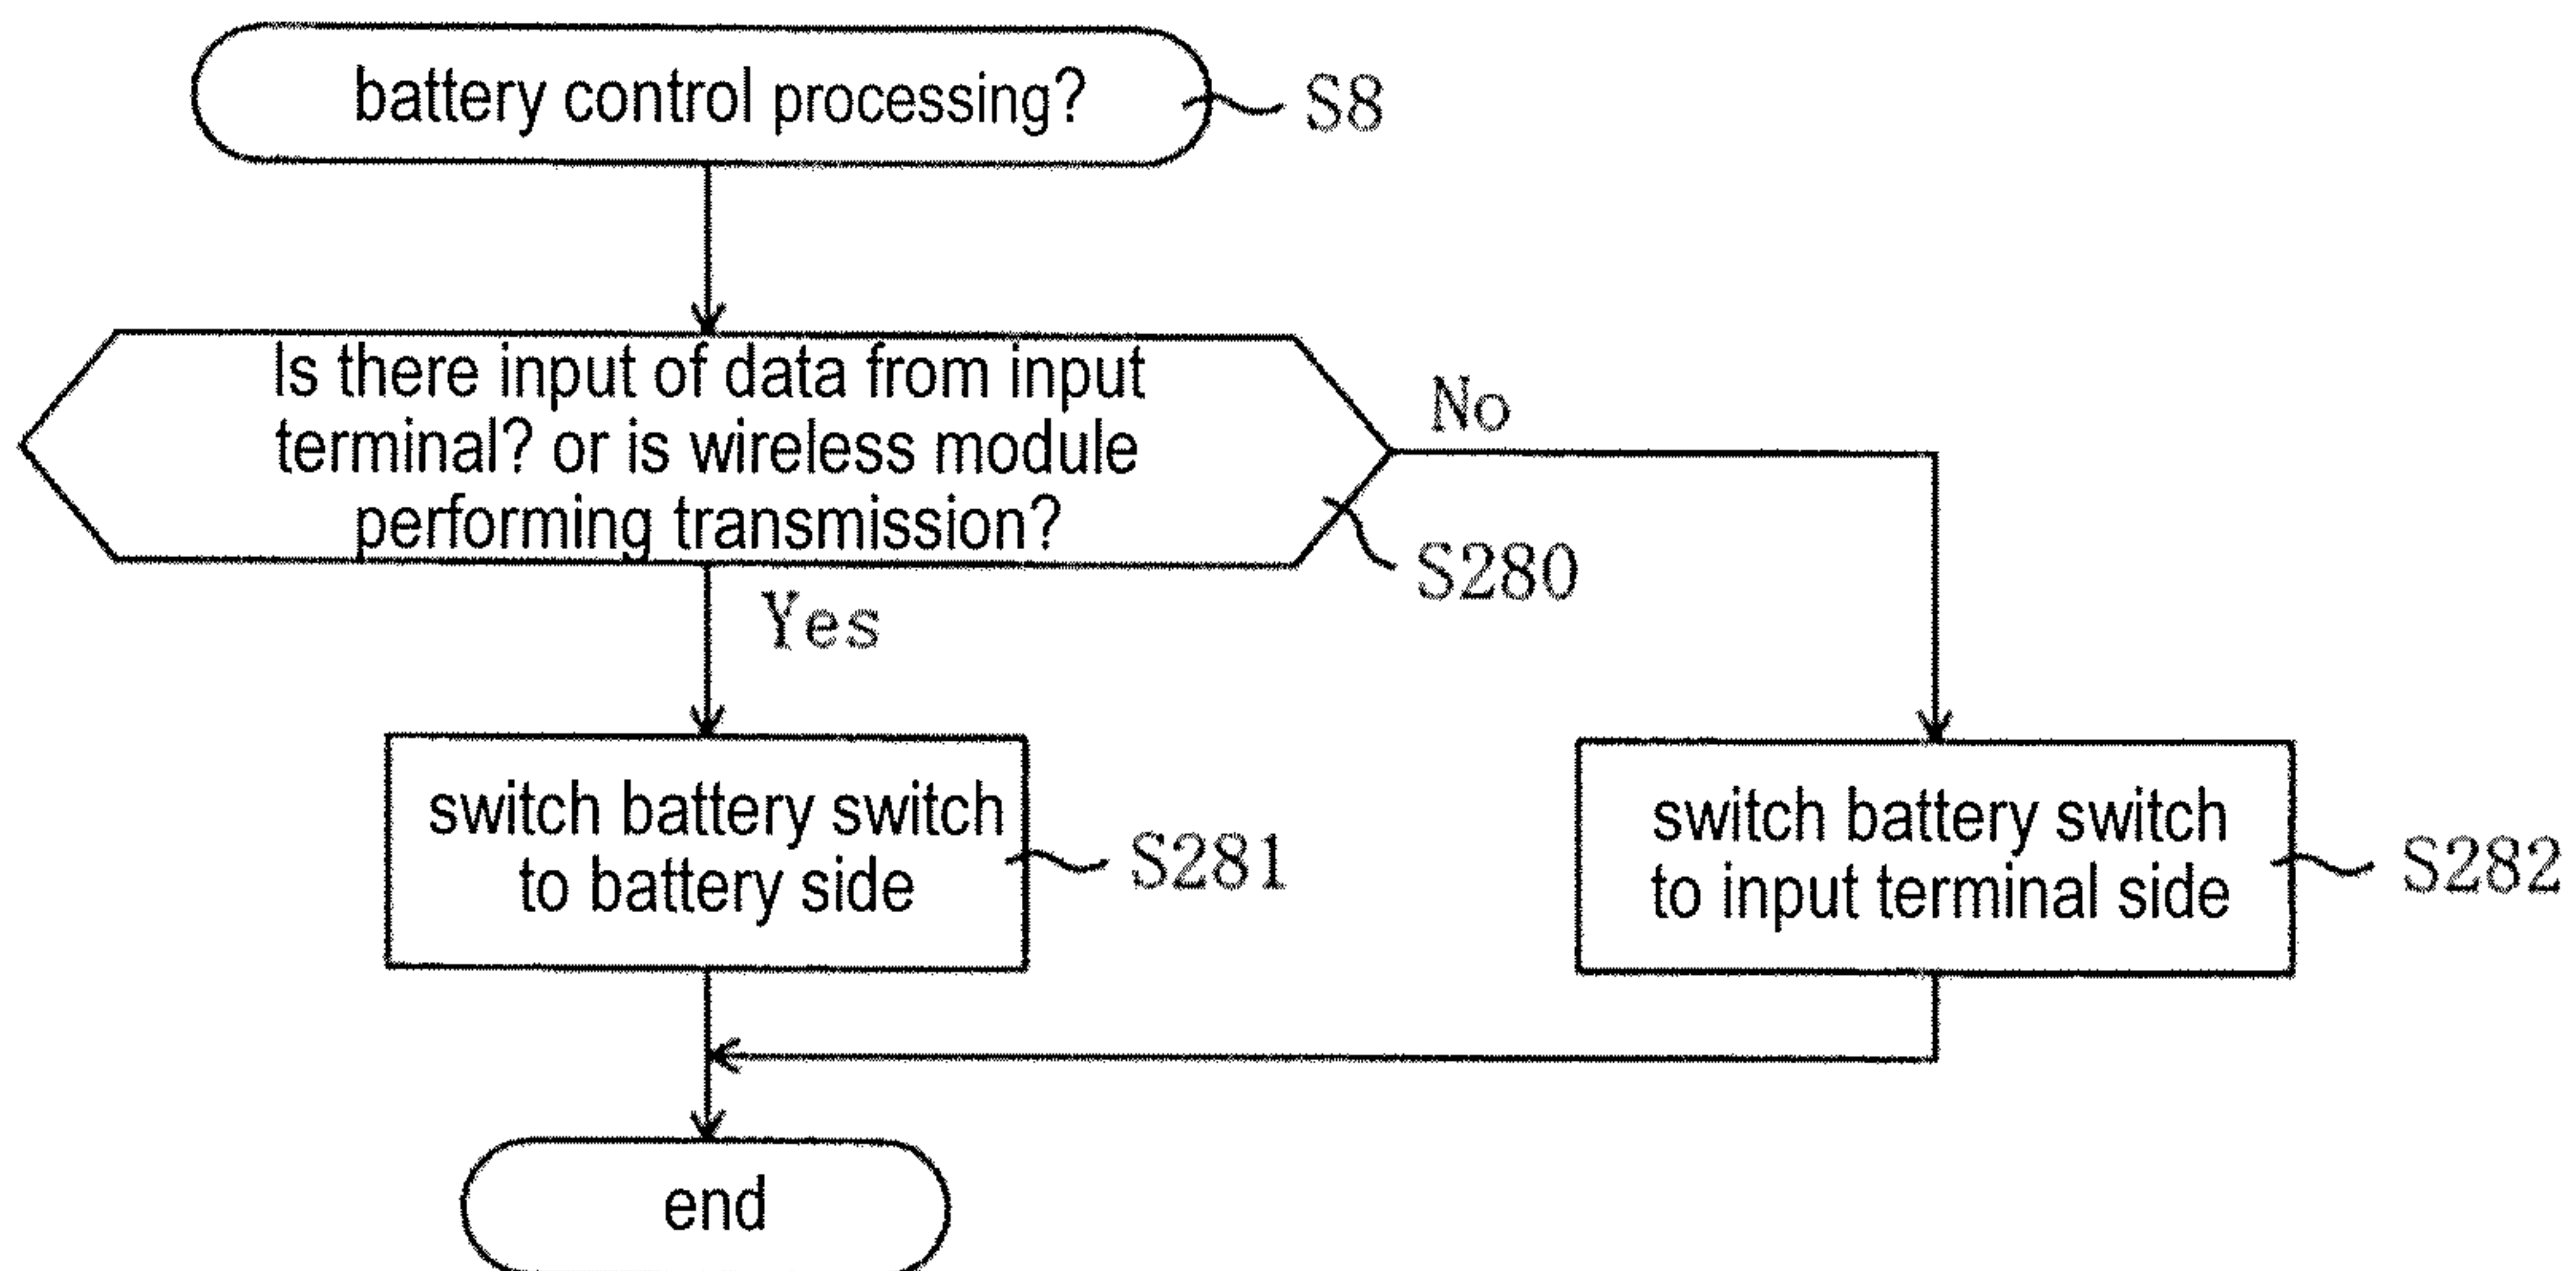 battery control processing?
S8
Is there input of data from input
terminal? or is wireless module
performing transmission?
No
S280
Yes
switch battery switch
to battery side
S281
switch battery switch
to input terminal side
S282
end